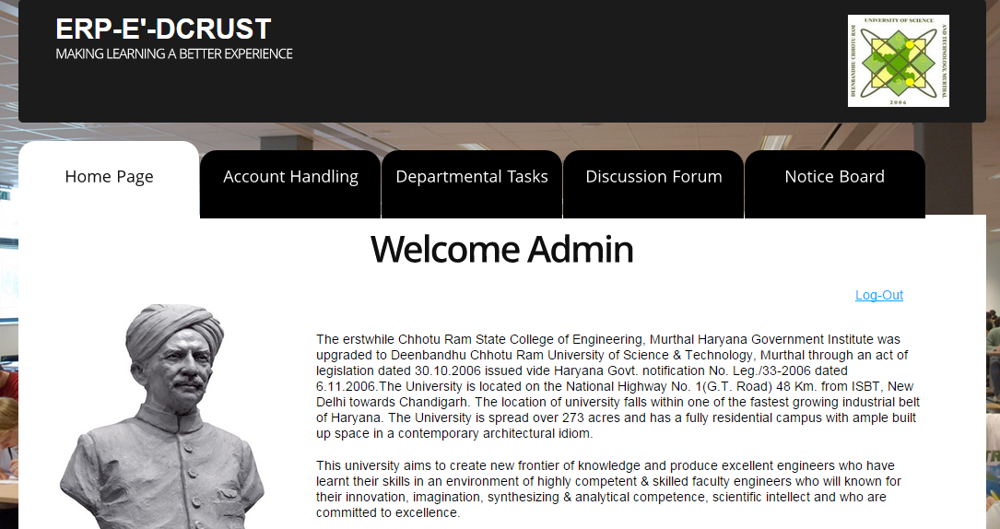 ERP-E'-DCRUST
MAKING LEARNING A BETTER EXPERIENCE
UNIVERSITY OF SCIENCE
AND TECHNOLOGY, MURTHAL
DEENBANDHU CHHOTU RAM
2006
Home Page
Account Handling
Departmental Tasks
Discussion Forum
Notice Board
Welcome Admin
Log-Out
The erstwhile Chhotu Ram State College of Engineering, Murthal Haryana Government Institute was
upgraded to Deenbandhu Chhotu Ram University of Science & Technology, Murthal through an act of
legislation dated 30.10.2006 issued vide Haryana Govt. notification No. Leg./33-2006 dated
6.11.2006.The University is located on the National Highway No. 1(G.T. Road) 48 Km. from ISBT, New
Delhi towards Chandigarh. The location of university falls within one of the fastest growing industrial belt
of Haryana. The University is spread over 273 acres and has a fully residential campus with ample built
up space in a contemporary architectural idiom.
This university aims to create new frontier of knowledge and produce excellent engineers who have
learnt their skills in an environment of highly competent & skilled faculty engineers who will known for
their innovation, imagination, synthesizing & analytical competence, scientific intellect and who are
committed to excellence.